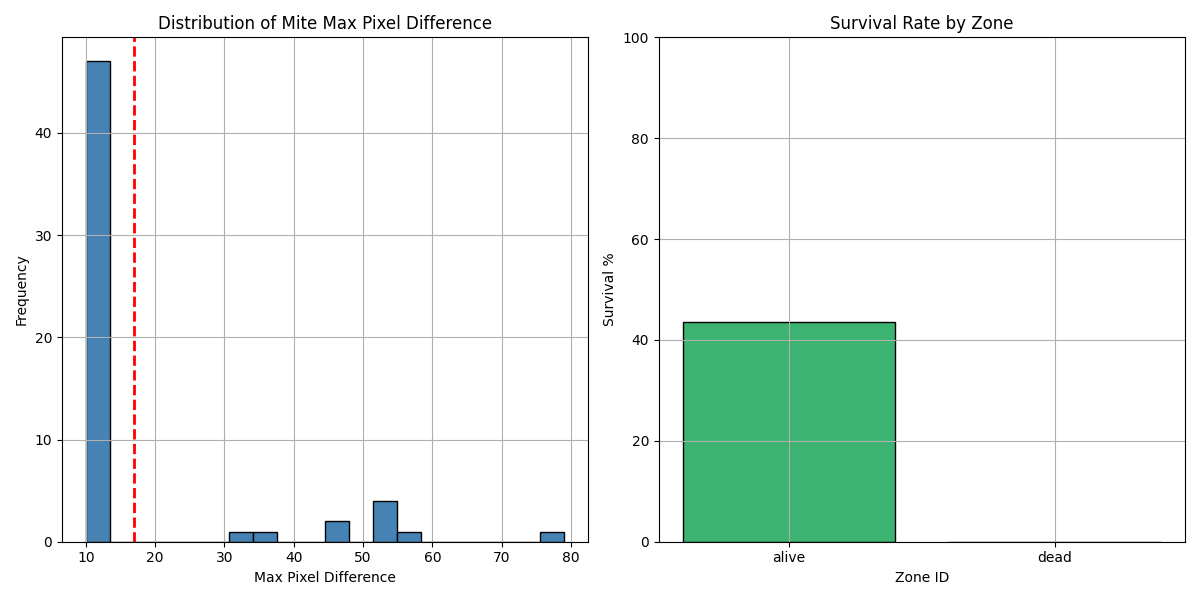 Distribution of Mite Max Pixel Difference
Frequency
40
30
20
10
0
10 20 30 40 50 60 70 80
Max Pixel Difference
Survival Rate by Zone
Survival %
100
80
60
40
20
0
alive dead
Zone ID